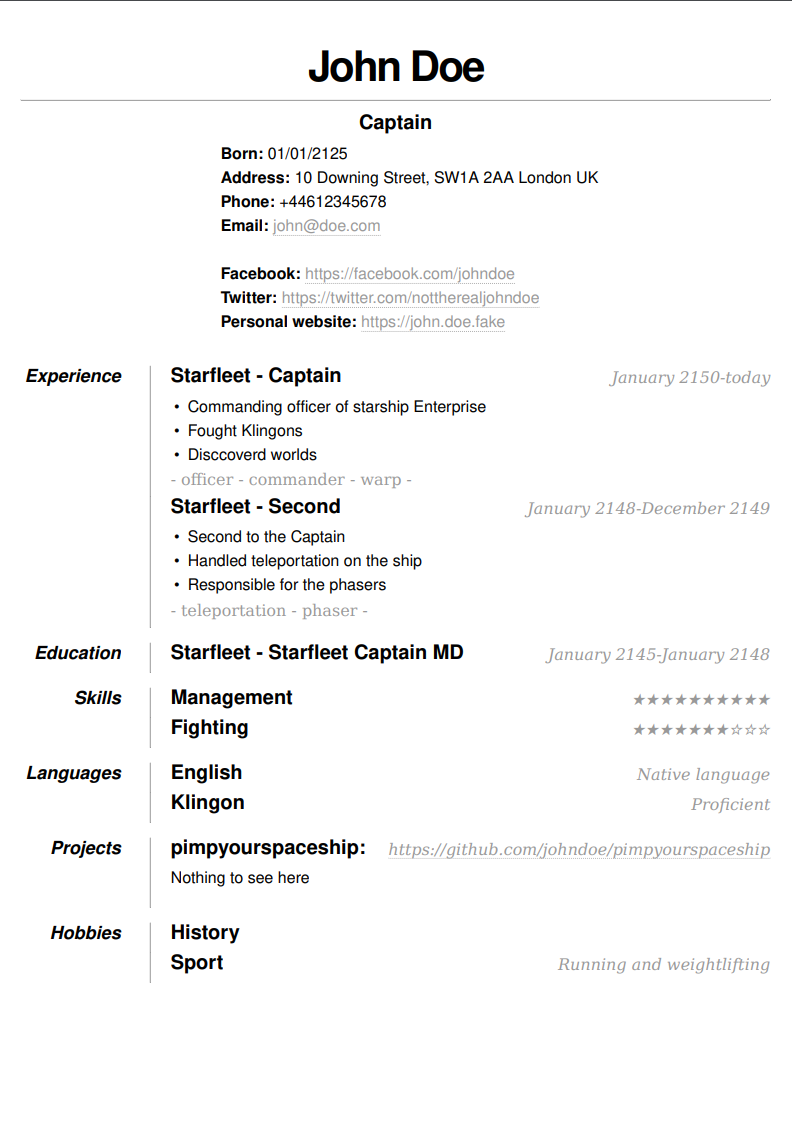 John Doe
Captain
Born: 01/01/2125
Address: 10 Downing Street, SW1A 2AA London UK
Phone: +44612345678
Email: john@doe.com
Facebook: https://facebook.com/johndoe
Twitter: https://twitter.com/nottherealjohndoe
Personal website: https://john.doe.fake
Experience Starfleet - Captain January 2150-today
• Commanding officer of starship Enterprise
• Fought Klingons
• Disccoverd worlds
- officer - commander - warp -
Starfleet - Second January 2148-December 2149
• Second to the Captain
• Handled teleportation on the ship
• Responsible for the phasers
- teleportation - phaser -
Education Starfleet - Starfleet Captain MD January 2145-January 2148
Skills Management ★★★★★★★★★★
Fighting ★★★★★★★☆☆☆
Languages English Native language
Klingon Proficient
Projects pimpyourspaceship: https://github.com/johndoe/pimpyourspaceship
Nothing to see here
Hobbies History
Sport Running and weightlifting